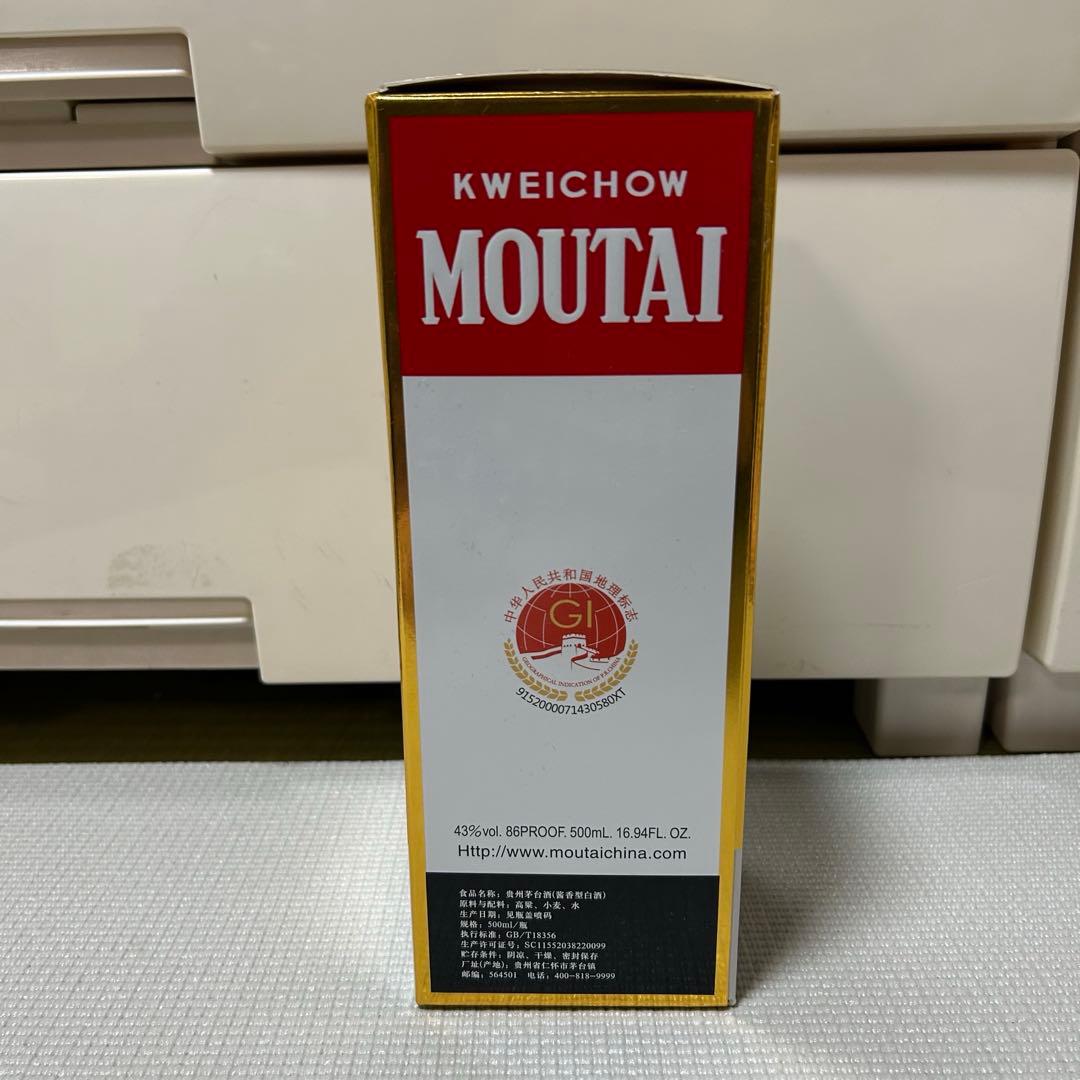 KWEICHOW
MOUTAI
中华人民共和国地理标志
GI
GEOGRAPHICAL INDICATION OF P.R.CHINA
9152000071430580XT
43%vol. 86PROOF. 500mL. 16.94FL. OZ.
Http://www.moutaichina.com
食品名称：贵州茅台酒(酱香型白酒)
原料与配料：高粱、小麦、水
生产日期：见瓶盖喷码
规格：500ml/瓶
执行标准：GB/T18356
生产许可证号：SC11552038220099
贮存条件：阴凉、干燥、密封保存
厂址(产地)：贵州省仁怀市茅台镇
邮编：564501 电话：400-818-9999